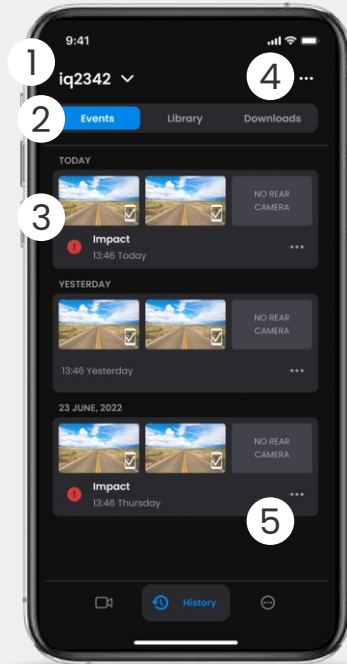 1
9:41
iq2342
4
2
Events Library Downloads
TODAY
NO REAR
CAMERA
3
Impact
13:46 Today
YESTERDAY
NO REAR
CAMERA
13:46 Yesterday
23 JUNE, 2022
NO REAR
CAMERA
Impact
13:46 Thursday
5
History